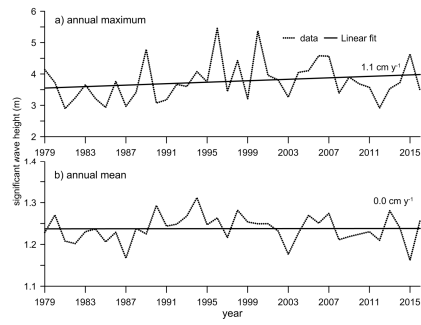 a) annual maximum
data
Linear fit
1.1 cm y-1
6
5
4
3
2
1979 1983 1987 1991 1995 1999 2003 2007 2011 2015
significant wave height (m)
1.4
b) annual mean
0.0 cm y-1
1.3
1.2
1.1
1979 1983 1987 1991 1995 1999 2003 2007 2011 2015
year